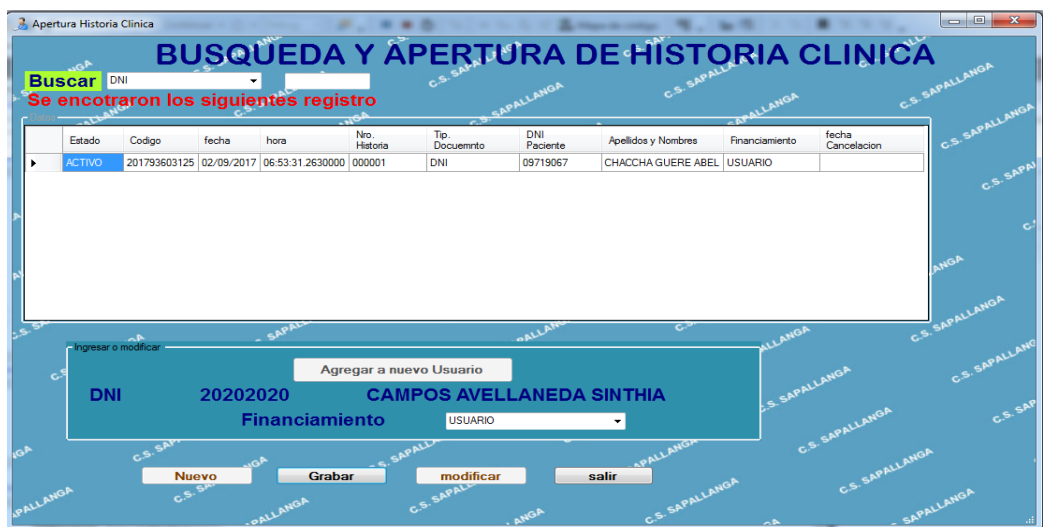 Apertura Historia Clinica
BUSQUEDA Y APERTURA DE HISTORIA CLINICA
Buscar DNI
Se encotraron los siguientes registro
Datos
Estado Codigo fecha hora Nro. Historia Tip. Docuemnto DNI Paciente Apellidos y Nombres Financiamiento fecha Cancelacion
ACTIVO 201793603125 02/09/2017 06:53:31.2630000 000001 DNI 09719067 CHACCHA GUERE ABEL USUARIO
Ingresar o modificar
Agregar a nuevo Usuario
DNI 20202020 CAMPOS AVELLANEDA SINTHIA
Financiamiento USUARIO
Nuevo Grabar modificar salir
C.S. SAPALLANGA